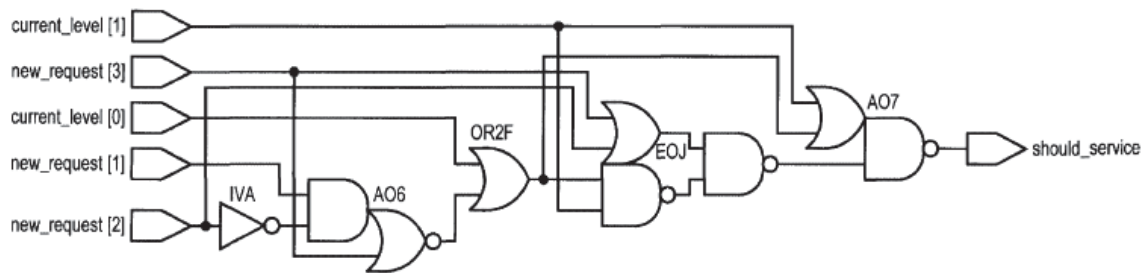 current_level [1]
new_request [3]
AO7
current_level [0]
OR2F
should_service
EOJ
new_request [1]
IVA
AO6
new_request [2]